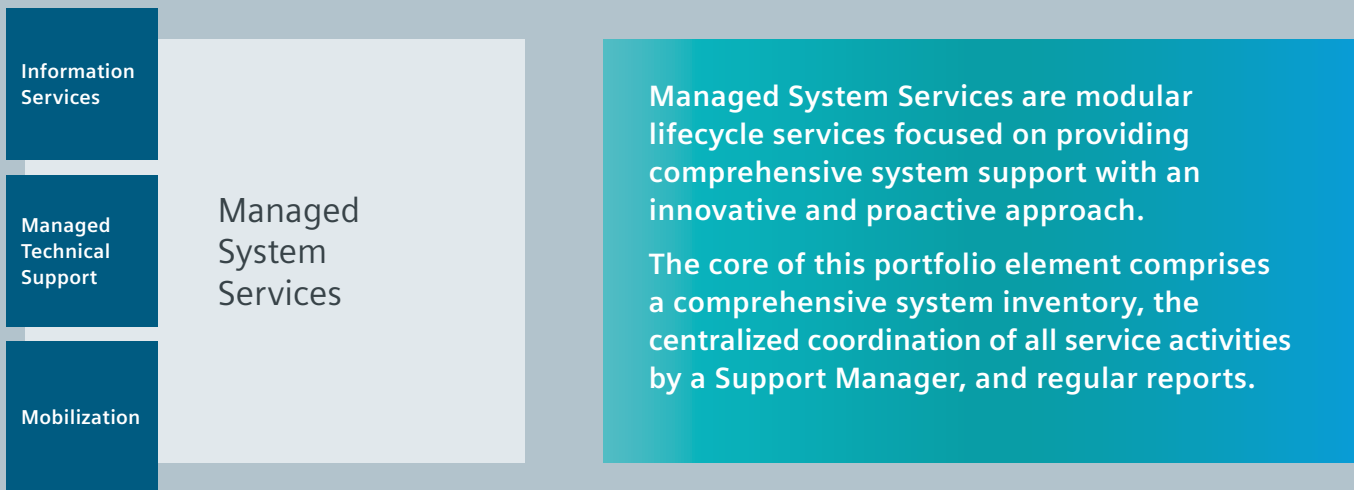 Information
Services
Managed
Technical
Support
Mobilization
Managed
System
Services
Managed System Services are modular
lifecycle services focused on providing
comprehensive system support with an
innovative and proactive approach.
The core of this portfolio element comprises
a comprehensive system inventory, the
centralized coordination of all service activities
by a Support Manager, and regular reports.